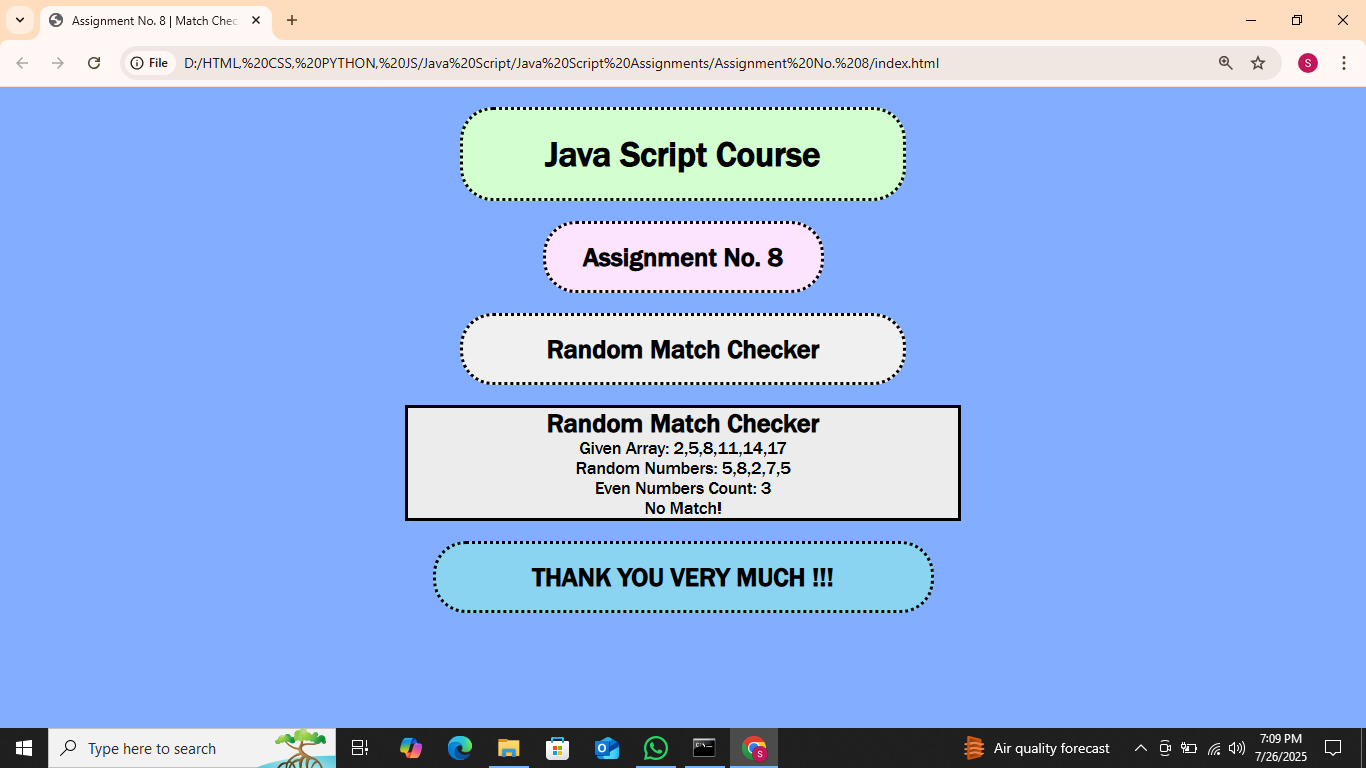 Assignment No. 8 | Match Chec
File
D:/HTML,%20CSS,%20PYTHON,%20JS/Java%20Script/Java%20Script%20Assignments/Assignment%20No.%208/index.html
S
Java Script Course
Assignment No. 8
Random Match Checker
Random Match Checker
Given Array: 2,5,8,11,14,17
Random Numbers: 5,8,2,7,5
Even Numbers Count: 3
No Match!
THANK YOU VERY MUCH !!!
Type here to search
S
Air quality forecast
7:09 PM
7/26/2025